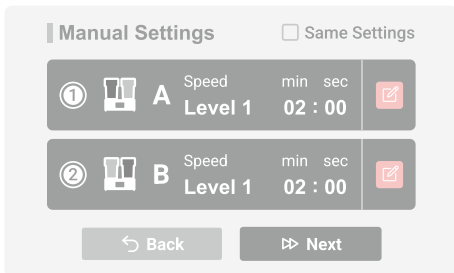 Manual Settings
Same Settings
1
A
Speed
Level 1
min sec
02 : 00
2
B
Speed
Level 1
min sec
02 : 00
Back
Next